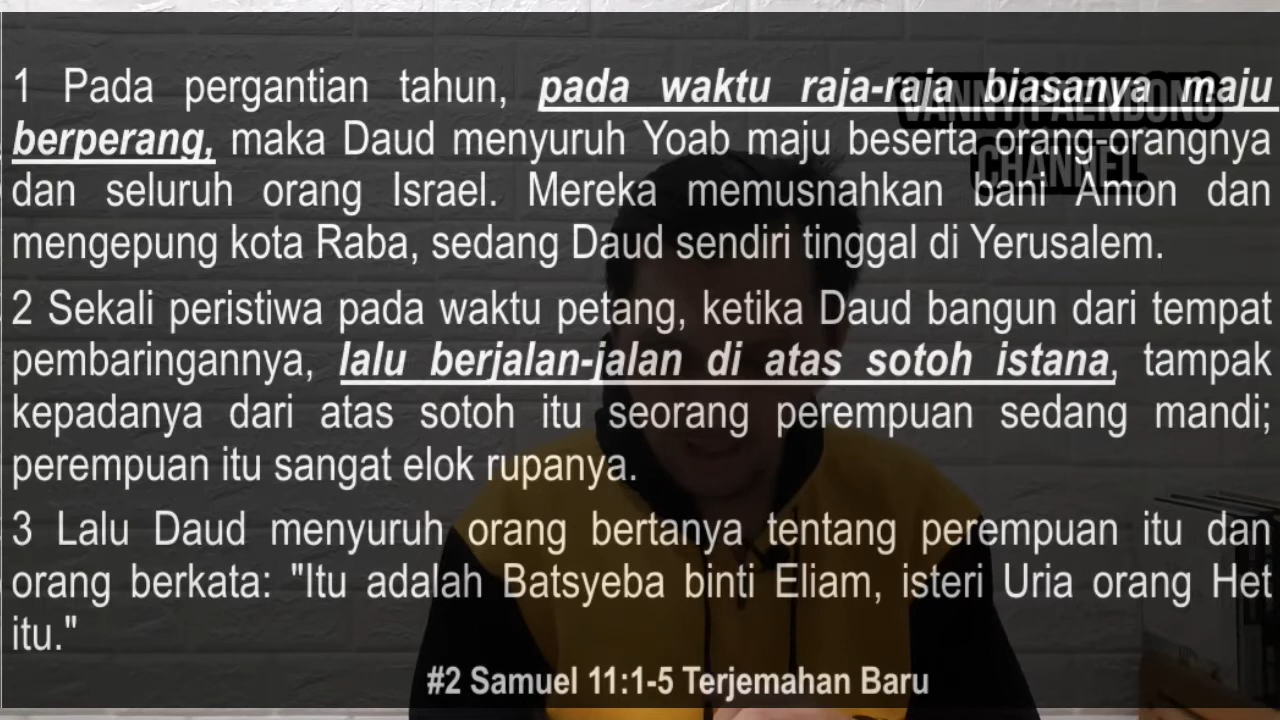 VANNY PAENDONG
CHANNEL
1 Pada pergantian tahun, pada waktu raja-raja biasanya maju
berperang, maka Daud menyuruh Yoab maju beserta orang-orangnya
dan seluruh orang Israel. Mereka memusnahkan bani Amon dan
mengepung kota Raba, sedang Daud sendiri tinggal di Yerusalem.
2 Sekali peristiwa pada waktu petang, ketika Daud bangun dari tempat
pembaringannya, lalu berjalan-jalan di atas sotoh istana, tampak
kepadanya dari atas sotoh itu seorang perempuan sedang mandi;
perempuan itu sangat elok rupanya.
3 Lalu Daud menyuruh orang bertanya tentang perempuan itu dan
orang berkata: "Itu adalah Batsyeba binti Eliam, isteri Uria orang Het
itu."
#2 Samuel 11:1-5 Terjemahan Baru